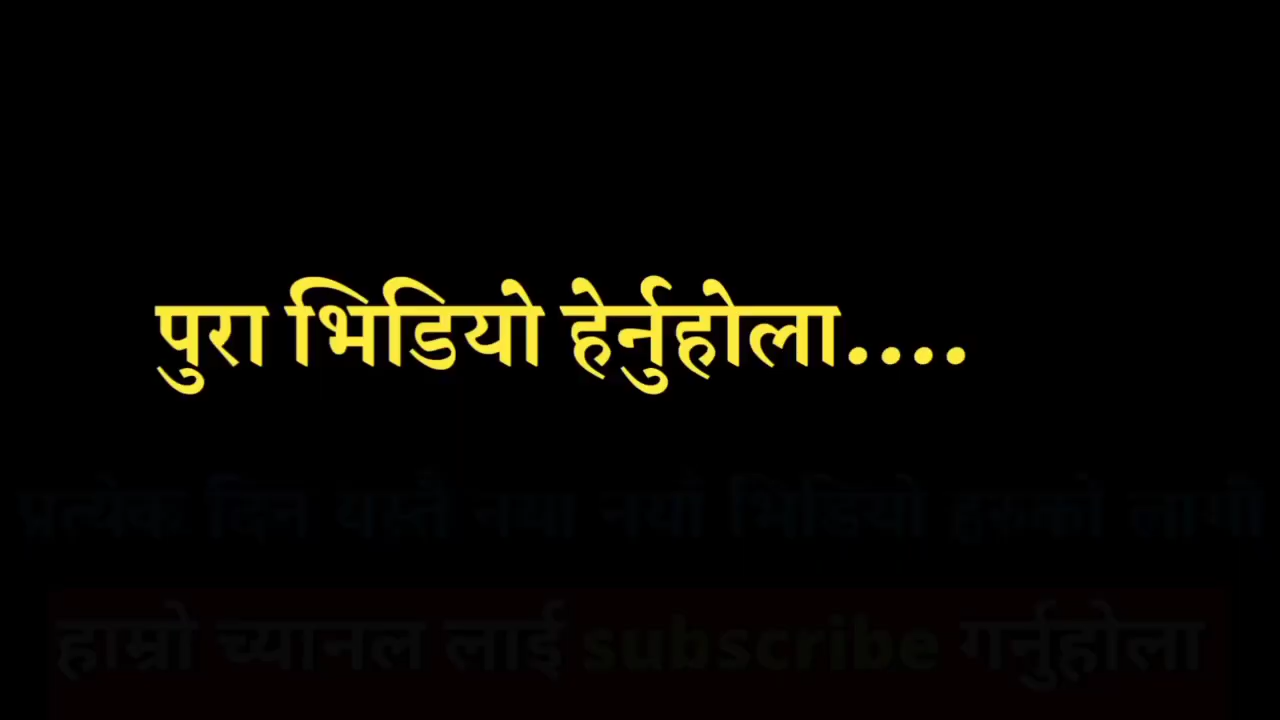 पुरा भिडियो हेर्नुहोला....
प्रत्येक दिन यस्तै नया नयाँ भिडियो हरुको लागी
हाम्रो च्यानल लाई subscribe गर्नुहोला